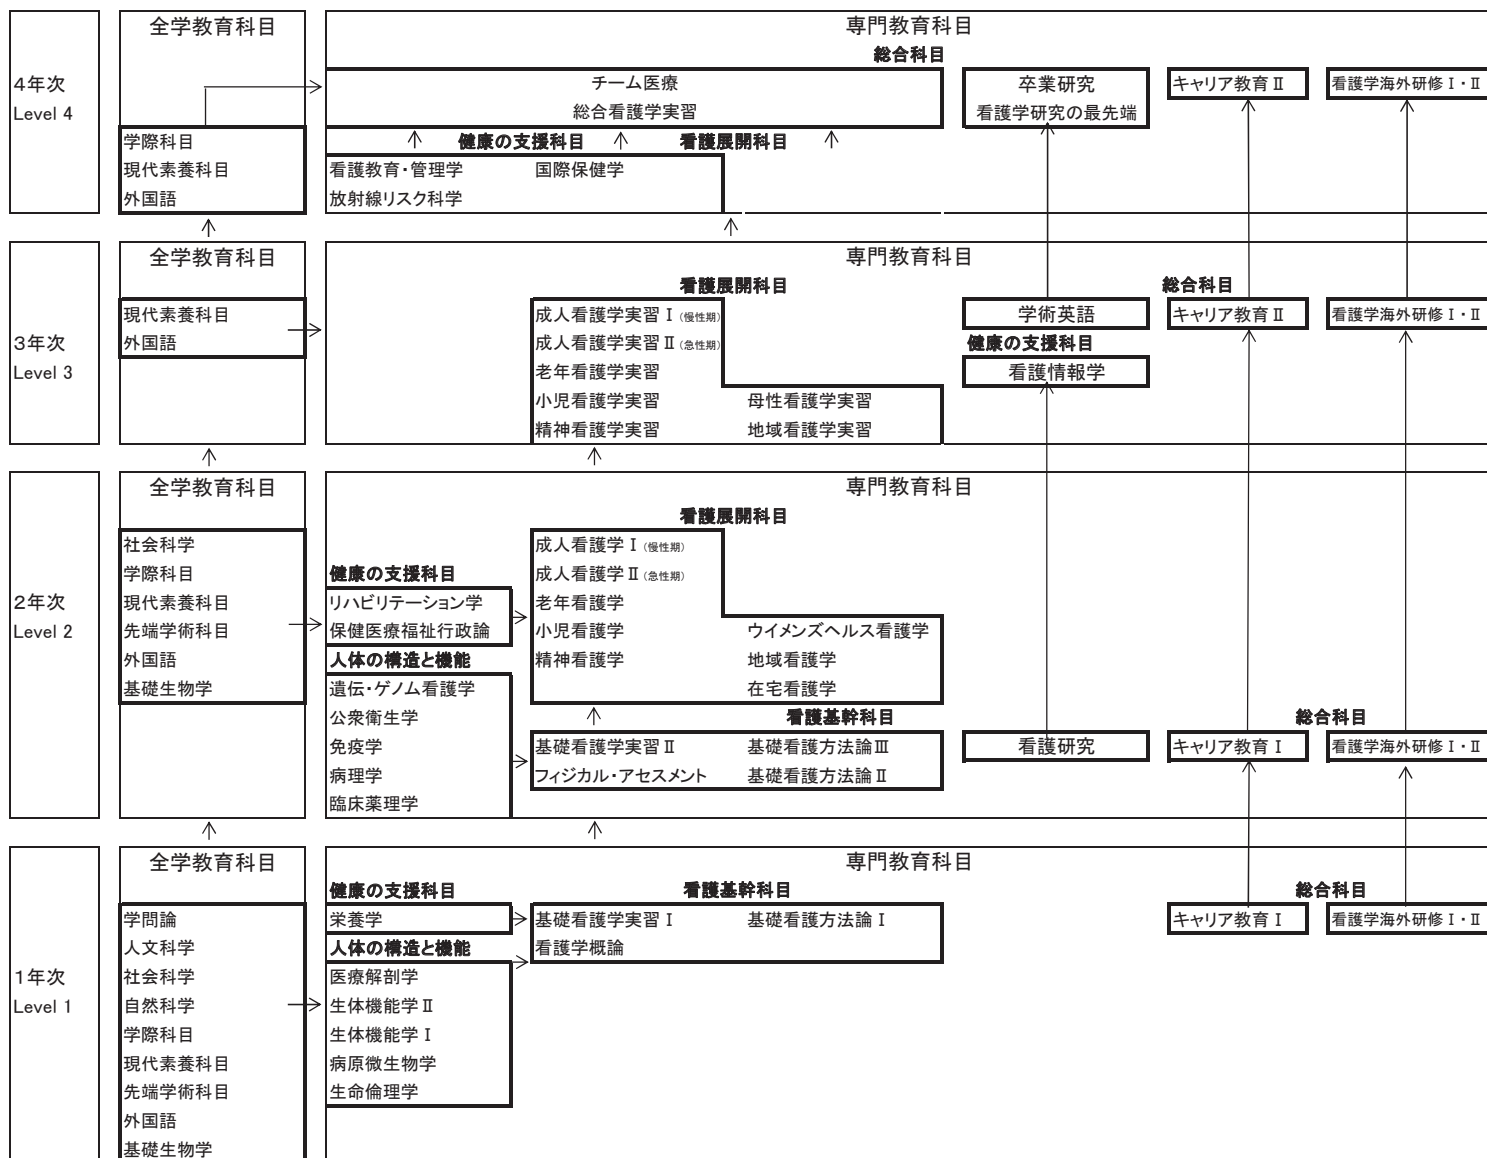 全学教育科目
専門教育科目
総合科目
4年次
Level 4
チーム医療
総合看護学実習
卒業研究
看護学研究の最先端
キャリア教育Ⅱ
看護学海外研修Ⅰ・Ⅱ
学際科目
現代素養科目
外国語
健康の支援科目
看護展開科目
看護教育・管理学
国際保健学
放射線リスク科学
全学教育科目
専門教育科目
看護展開科目
総合科目
3年次
Level 3
現代素養科目
外国語
成人看護学実習Ⅰ(慢性期)
成人看護学実習Ⅱ(急性期)
老年看護学実習
小児看護学実習
母性看護学実習
精神看護学実習
地域看護学実習
学術英語
健康の支援科目
看護情報学
キャリア教育Ⅱ
看護学海外研修Ⅰ・Ⅱ
全学教育科目
専門教育科目
看護展開科目
2年次
Level 2
社会科学
学際科目
現代素養科目
先端学術科目
外国語
基礎生物学
健康の支援科目
リハビリテーション学
保健医療福祉行政論
人体の構造と機能
遺伝・ゲノム看護学
公衆衛生学
免疫学
病理学
臨床薬理学
成人看護学Ⅰ(慢性期)
成人看護学Ⅱ(急性期)
老年看護学
小児看護学
ウイメンズヘルス看護学
精神看護学
地域看護学
在宅看護学
看護基幹科目
総合科目
基礎看護学実習Ⅱ
基礎看護方法論Ⅲ
フィジカル・アセスメント
基礎看護方法論Ⅱ
看護研究
キャリア教育Ⅰ
看護学海外研修Ⅰ・Ⅱ
全学教育科目
専門教育科目
健康の支援科目
看護基幹科目
総合科目
1年次
Level 1
学問論
人文科学
社会科学
自然科学
学際科目
現代素養科目
先端学術科目
外国語
基礎生物学
栄養学
人体の構造と機能
医療解剖学
生体機能学Ⅱ
生体機能学Ⅰ
病原微生物学
生命倫理学
基礎看護学実習Ⅰ
基礎看護方法論Ⅰ
看護学概論
キャリア教育Ⅰ
看護学海外研修Ⅰ・Ⅱ